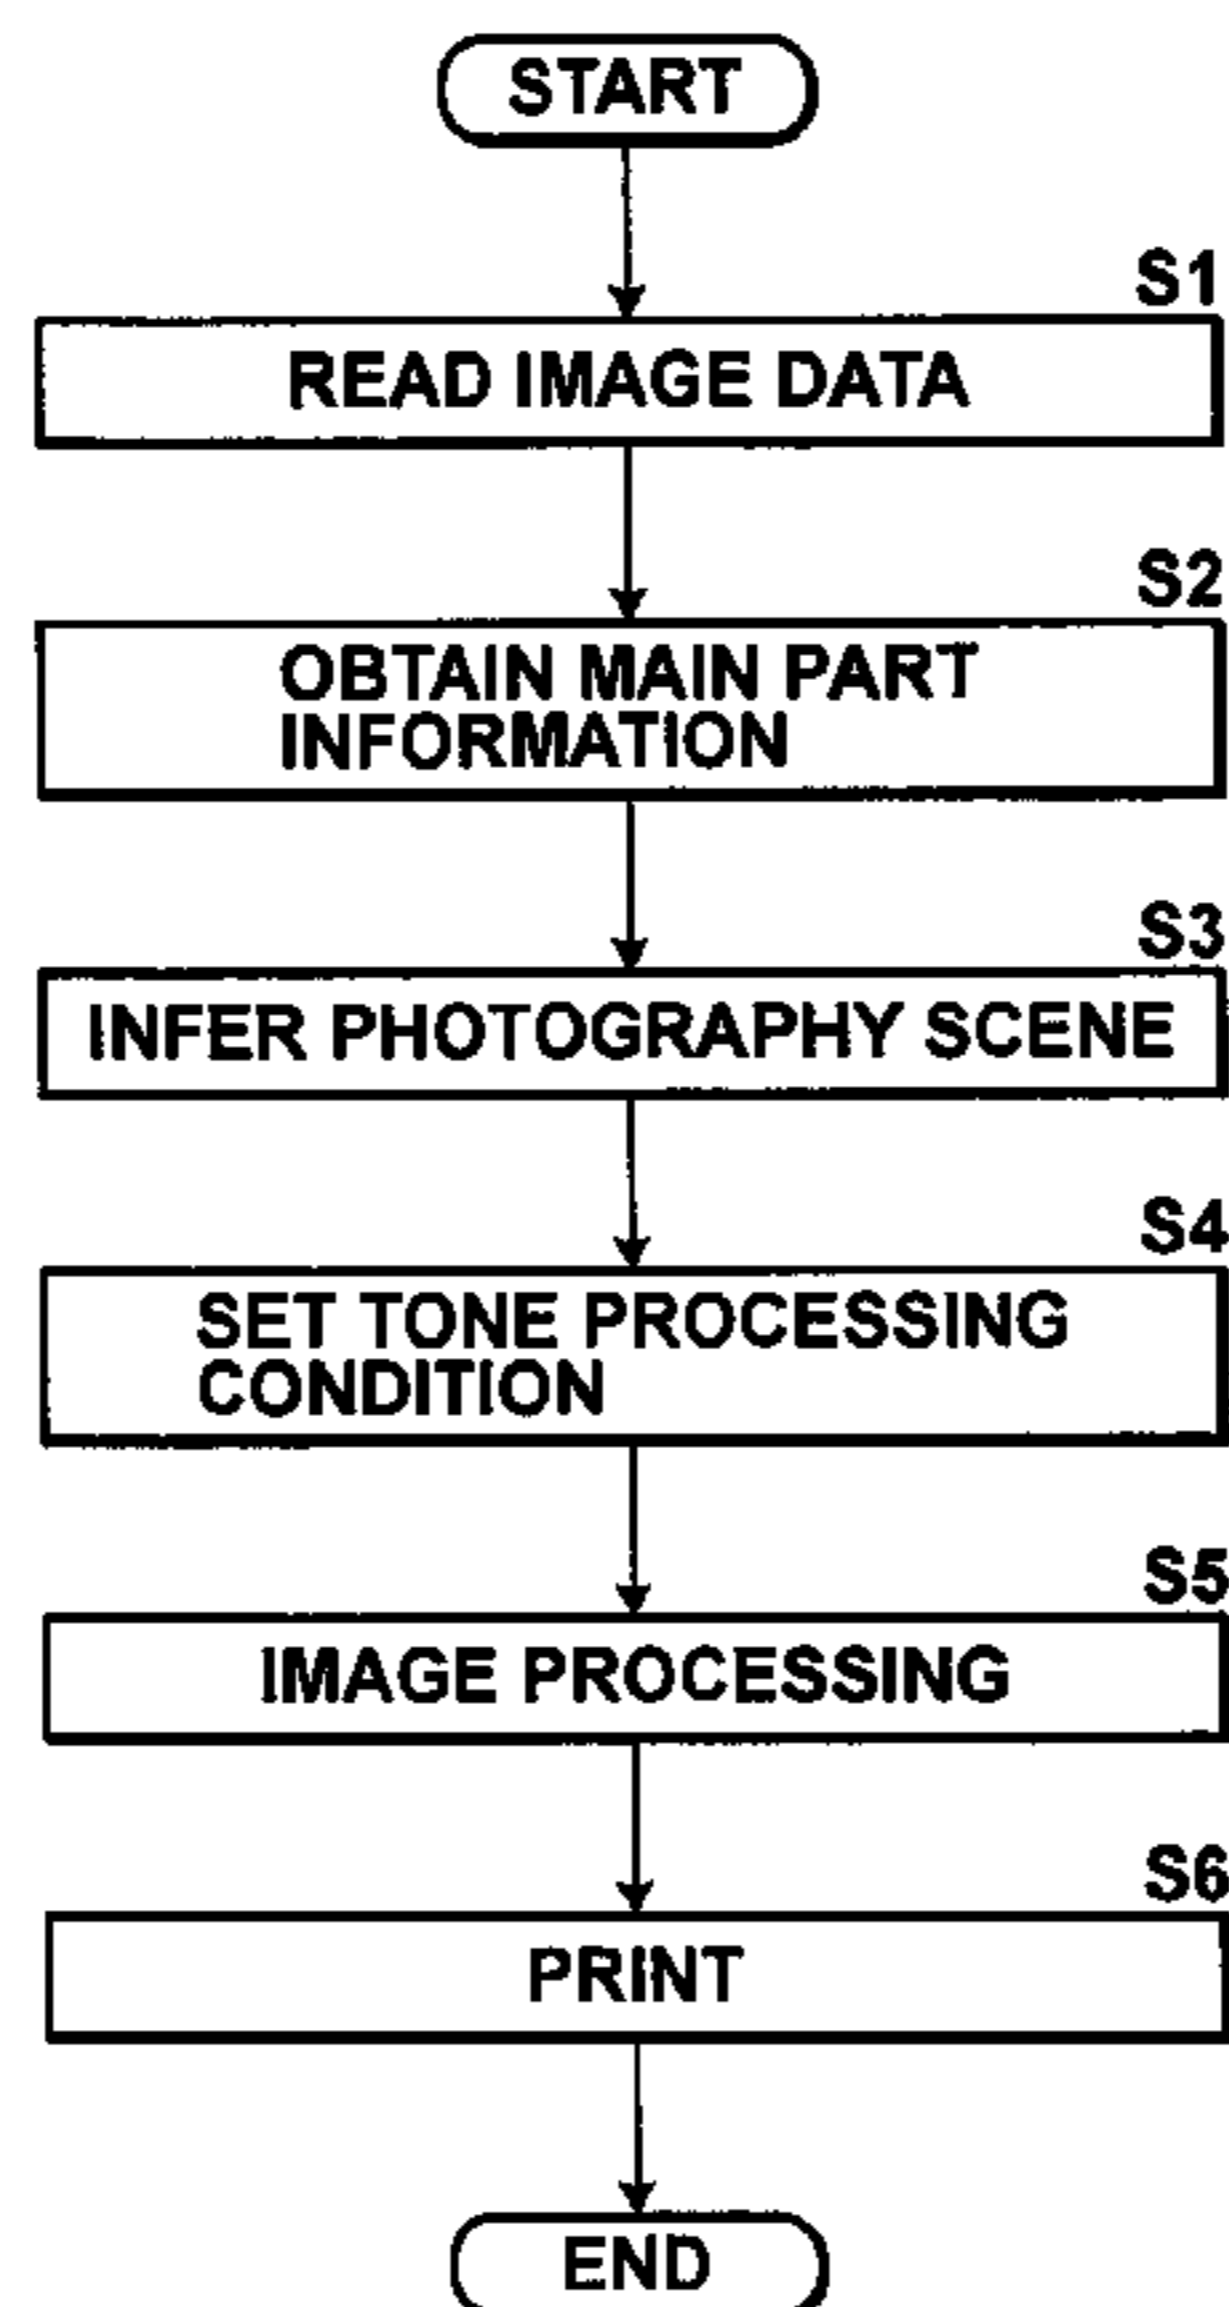 START
S1
READ IMAGE DATA
S2
OBTAIN MAIN PART
INFORMATION
S3
INFER PHOTOGRAPHY SCENE
S4
SET TONE PROCESSING
CONDITION
S5
IMAGE PROCESSING
S6
PRINT
END